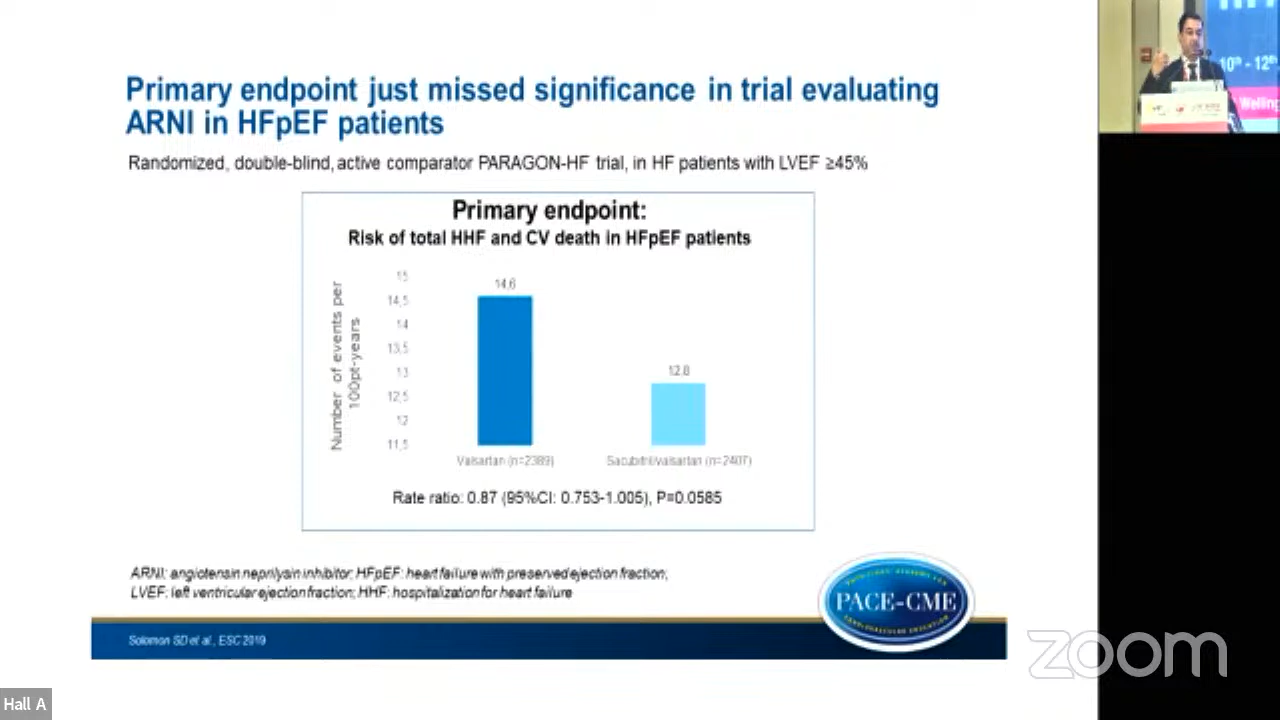 Primary endpoint just missed significance in trial evaluating
ARNI in HFpEF patients
Randomized, double-blind, active comparator PARAGON-HF trial, in HF patients with LVEF ≥45%
Primary endpoint:
Risk of total HHF and CV death in HFpEF patients
Number of events per
100pt-years
15
14,5
14
13,5
13
12,5
12
11,5
14,6
12,8
Valsartan (n=2389)
Sacubitril/valsartan (n=2407)
Rate ratio: 0.87 (95%CI: 0.753-1.005), P=0.0585
ARNI: angiotensin neprilysin inhibitor; HFpEF: heart failure with preserved ejection fraction;
LVEF: left ventricular ejection fraction; HHF: hospitalization for heart failure
PACE-CME
Solomon SD et al., ESC 2019
10th - 12th
Welling
zoom
Hall A